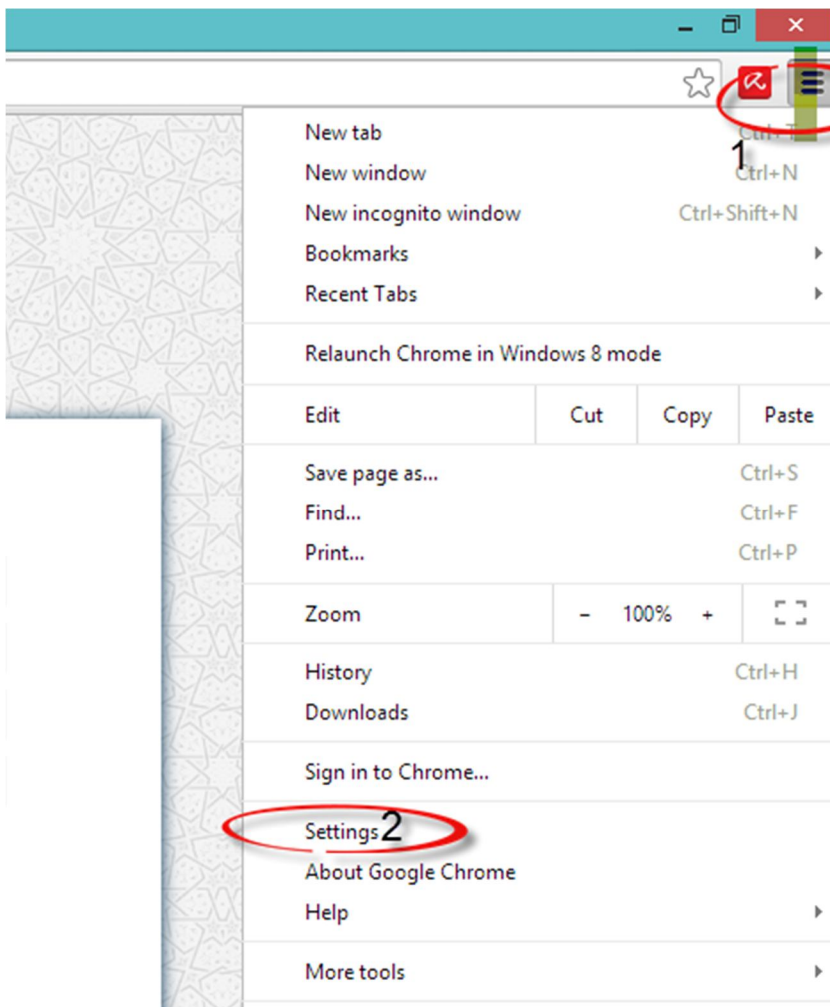 New tab Ctrl+T
1
New window Ctrl+N
New incognito window Ctrl+Shift+N
Bookmarks
Recent Tabs
Relaunch Chrome in Windows 8 mode
Edit Cut Copy Paste
Save page as... Ctrl+S
Find... Ctrl+F
Print... Ctrl+P
Zoom - 100% +
History Ctrl+H
Downloads Ctrl+J
Sign in to Chrome...
Settings 2
About Google Chrome
Help
More tools